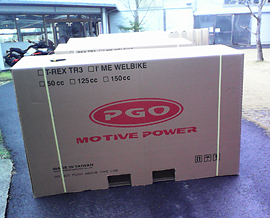 ☐T-REX TR3 ☐I' ME WELBIKE
☐50cc ☐125cc ☐150cc
PGO
MOTIVE POWER
MADE IN TAIWAN